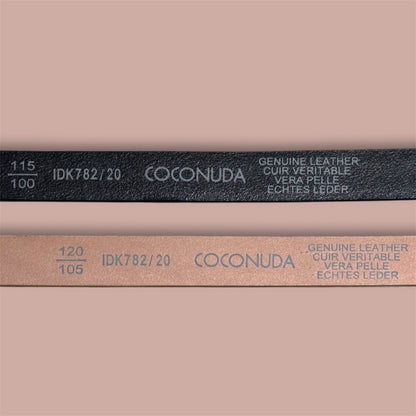 115
100
IDK782/20
COCONUDA
GENUINE LEATHER
CUIR VERITABLE
VERA PELLE
ECHTES LEDER
120
105
IDK782/20
COCONUDA
GENUINE LEATHER
CUIR VERITABLE
VERA PELLE
ECHTES LEDER